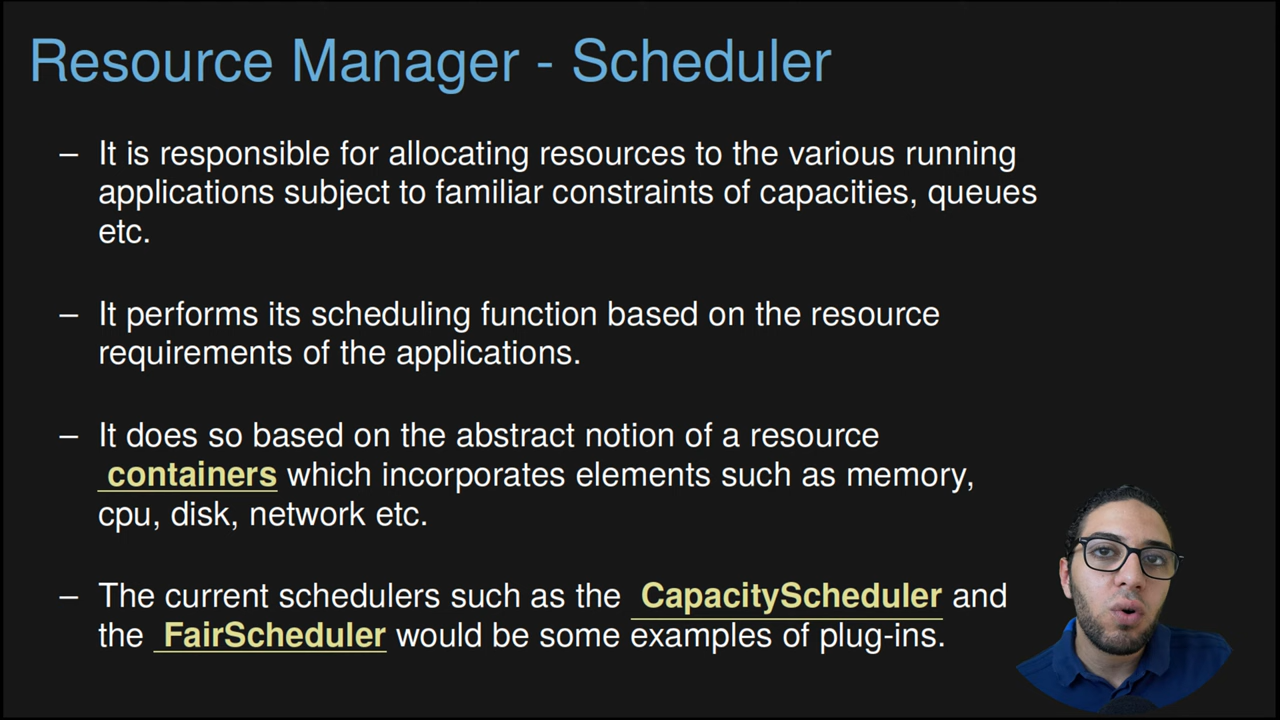 Resource Manager - Scheduler
– It is responsible for allocating resources to the various running
applications subject to familiar constraints of capacities, queues
etc.
– It performs its scheduling function based on the resource
requirements of the applications.
– It does so based on the abstract notion of a resource
containers which incorporates elements such as memory,
cpu, disk, network etc.
– The current schedulers such as the CapacityScheduler and
the FairScheduler would be some examples of plug-ins.